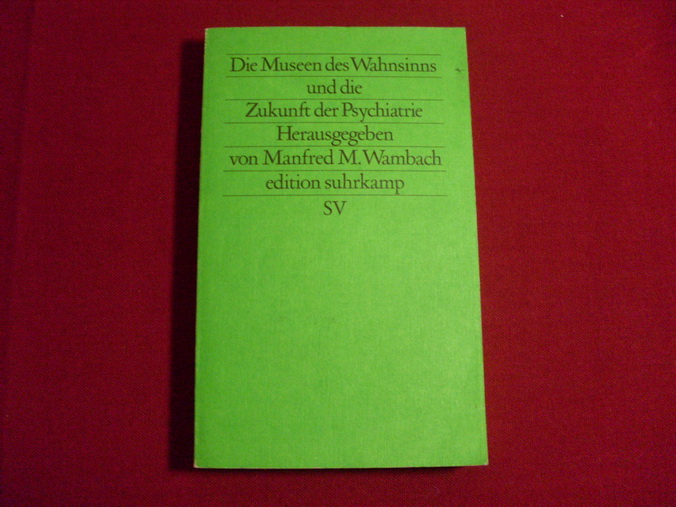 Die Museen des Wahnsinns
und die
Zukunft der Psychiatrie
Herausgegeben
von Manfred M. Wambach
edition suhrkamp
SV